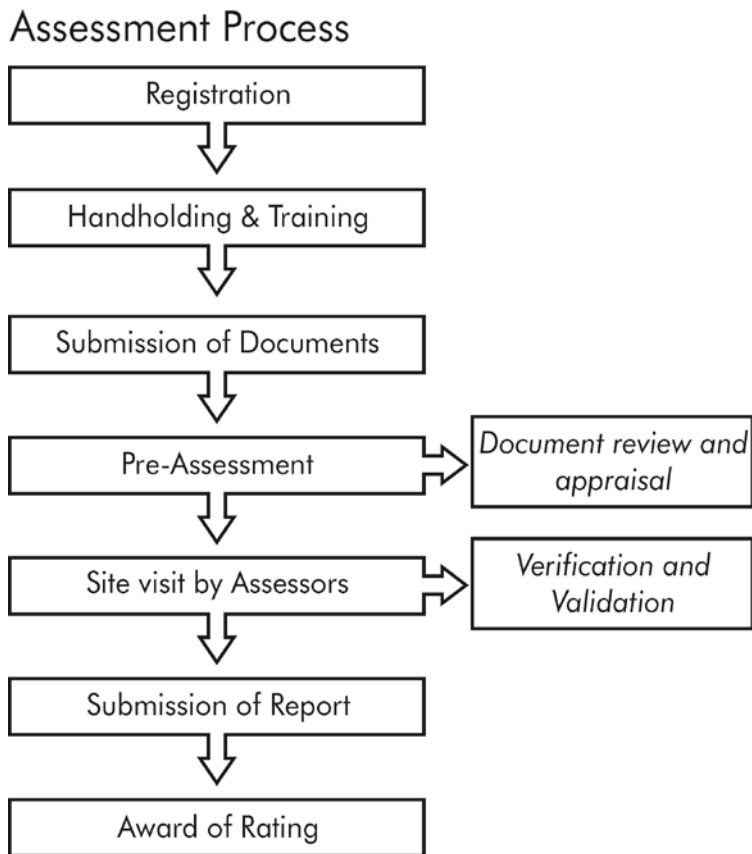 Assessment Process
Registration
Handholding & Training
Submission of Documents
Pre-Assessment
Document review and
appraisal
Site visit by Assessors
Verification and
Validation
Submission of Report
Award of Rating